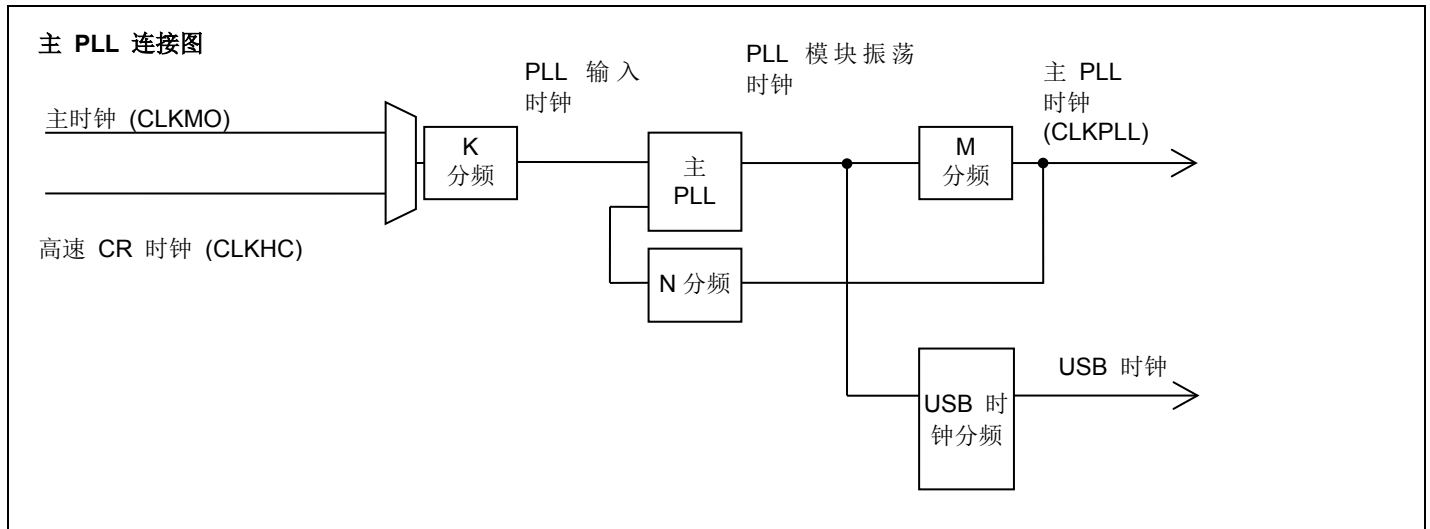 主 PLL 连接图
PLL 输入
时钟
PLL 模块振荡
时钟
主 PLL
时钟
(CLKPLL)
主时钟 (CLKMO)
K
分频
主
PLL
M
分频
高速 CR 时钟 (CLKHC)
N 分频
USB 时
钟分频
USB 时钟